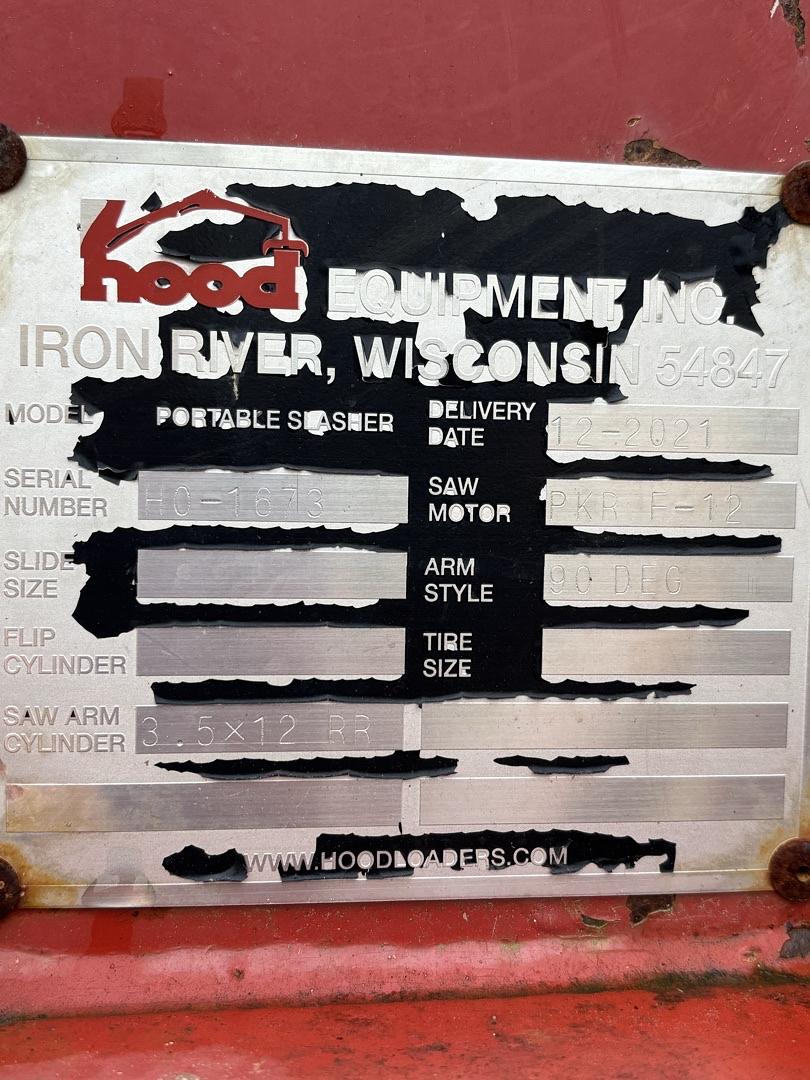 hood EQUIPMENT, INC.
IRON RIVER, WISCONSIN 54847
MODEL PORTABLE SLASHER
DELIVERY DATE 12-2021
SERIAL NUMBER HO-1673
SAW MOTOR PKR F-12
SLIDE SIZE
ARM STYLE 90 DEG
FLIP CYLINDER
TIRE SIZE
SAW ARM CYLINDER 3.5×12 RR
WWW.HOODLOADERS.COM